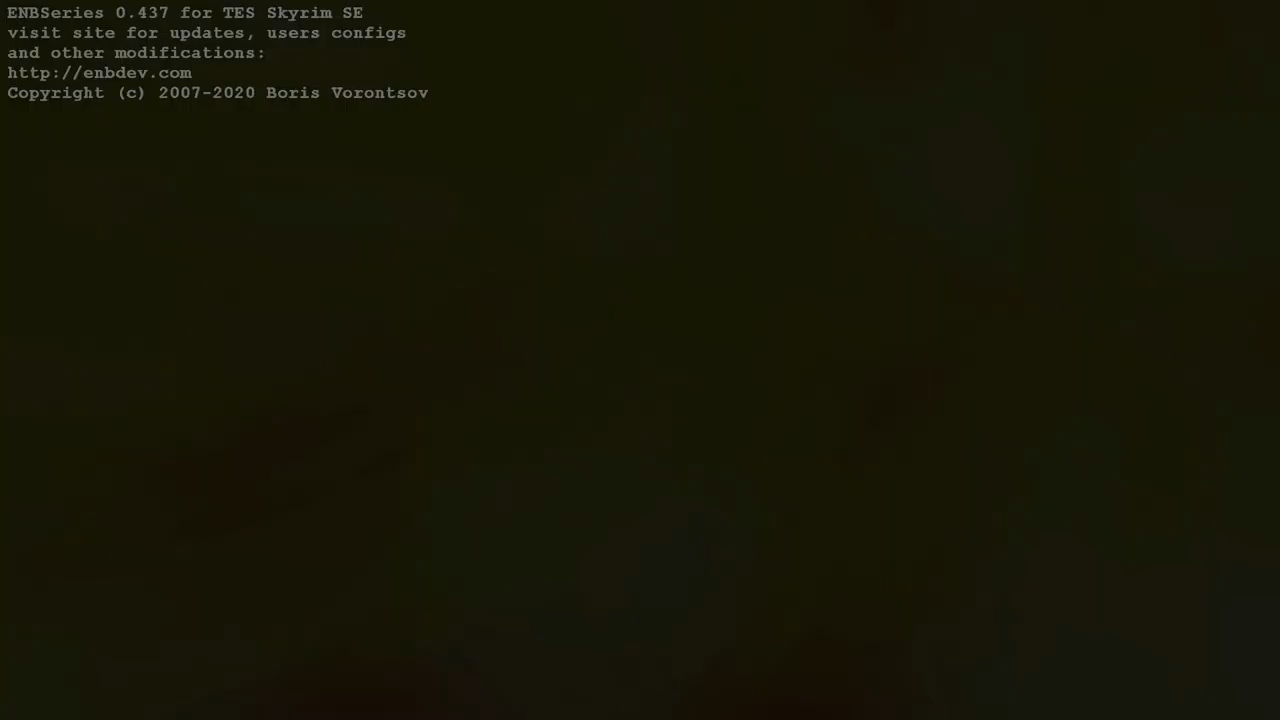 ENBSeries 0.437 for TES Skyrim SE
visit site for updates, users configs
and other modifications:
http://enbdev.com
Copyright (c) 2007-2020 Boris Vorontsov